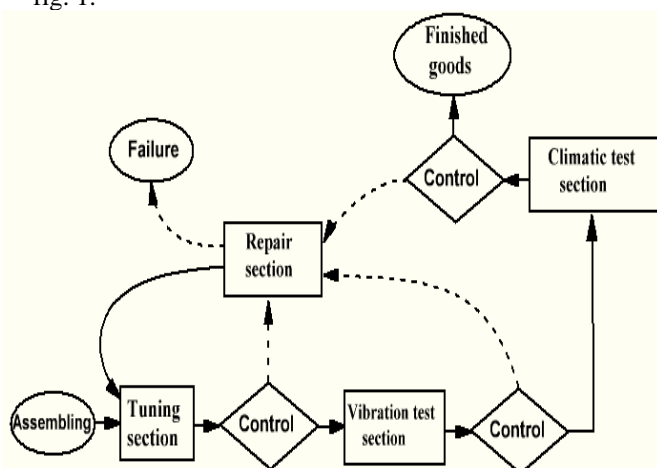 fig. 1.
Finished
goods
Failure
Control
Climatic test
section
Repair
section
Assembling
Tuning
section
Control
Vibration test
section
Control